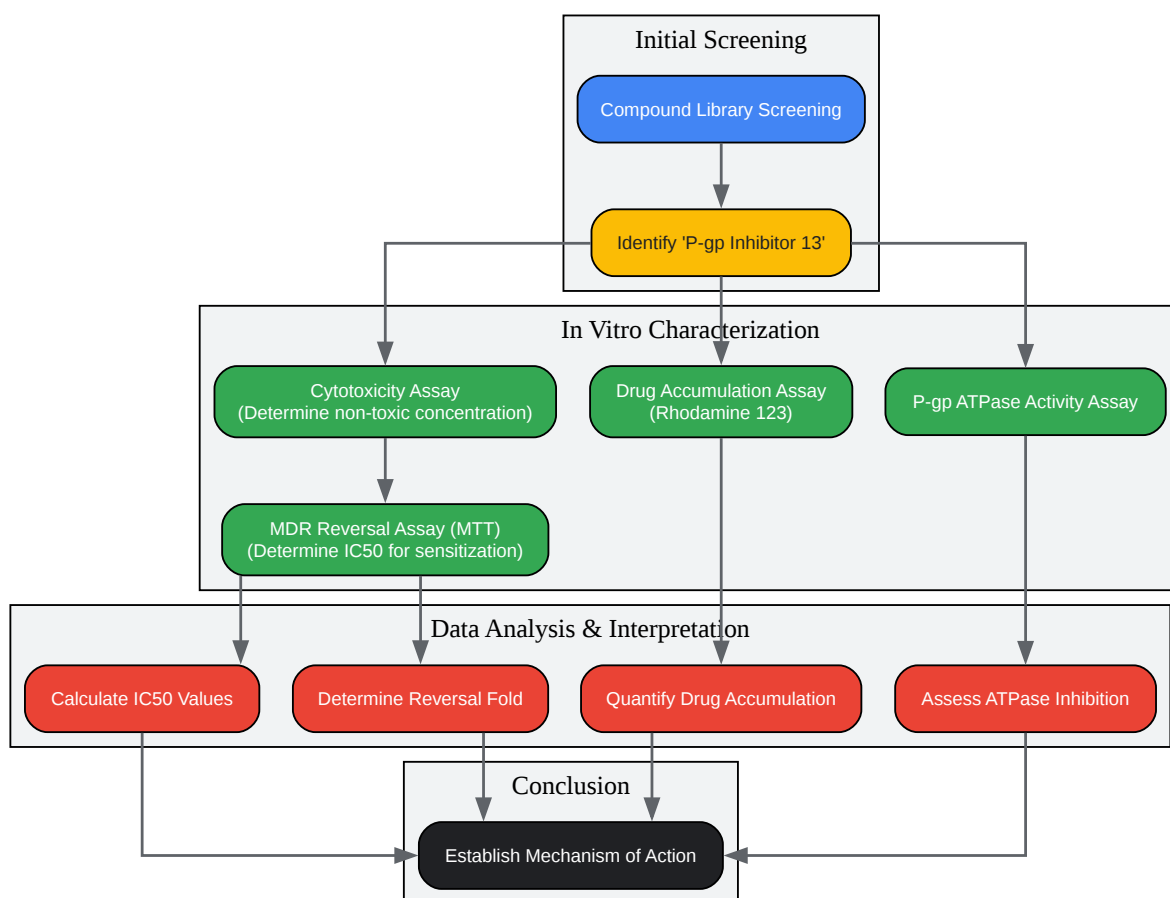 Initial Screening
Compound Library Screening
Identify 'P-gp Inhibitor 13'
In Vitro Characterization
Cytotoxicity Assay
(Determine non-toxic concentration)
Drug Accumulation Assay
(Rhodamine 123)
P-gp ATPase Activity Assay
MDR Reversal Assay (MTT)
(Determine IC50 for sensitization)
Data Analysis & Interpretation
Calculate IC50 Values
Determine Reversal Fold
Quantify Drug Accumulation
Assess ATPase Inhibition
Conclusion
Establish Mechanism of Action